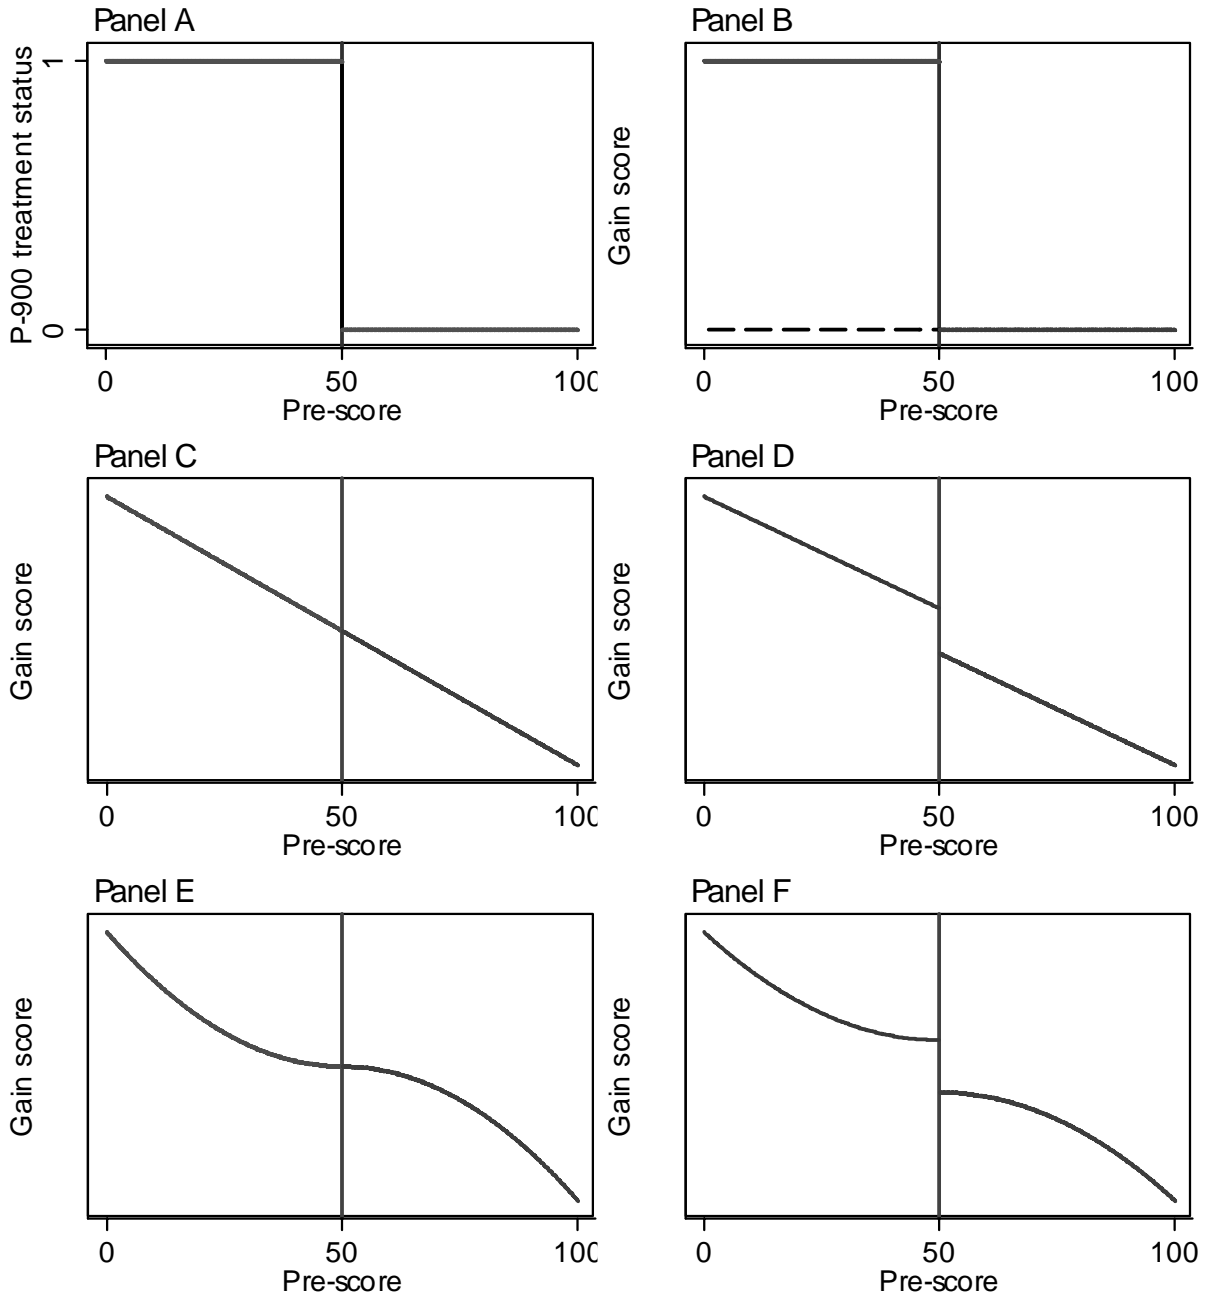 Panel A
P-900 treatment status
1
0
0 50 100
Pre-score
Panel B
Gain score
0 50 100
Pre-score
Panel C
Gain score
0 50 100
Pre-score
Panel D
Gain score
0 50 100
Pre-score
Panel E
Gain score
0 50 100
Pre-score
Panel F
Gain score
0 50 100
Pre-score